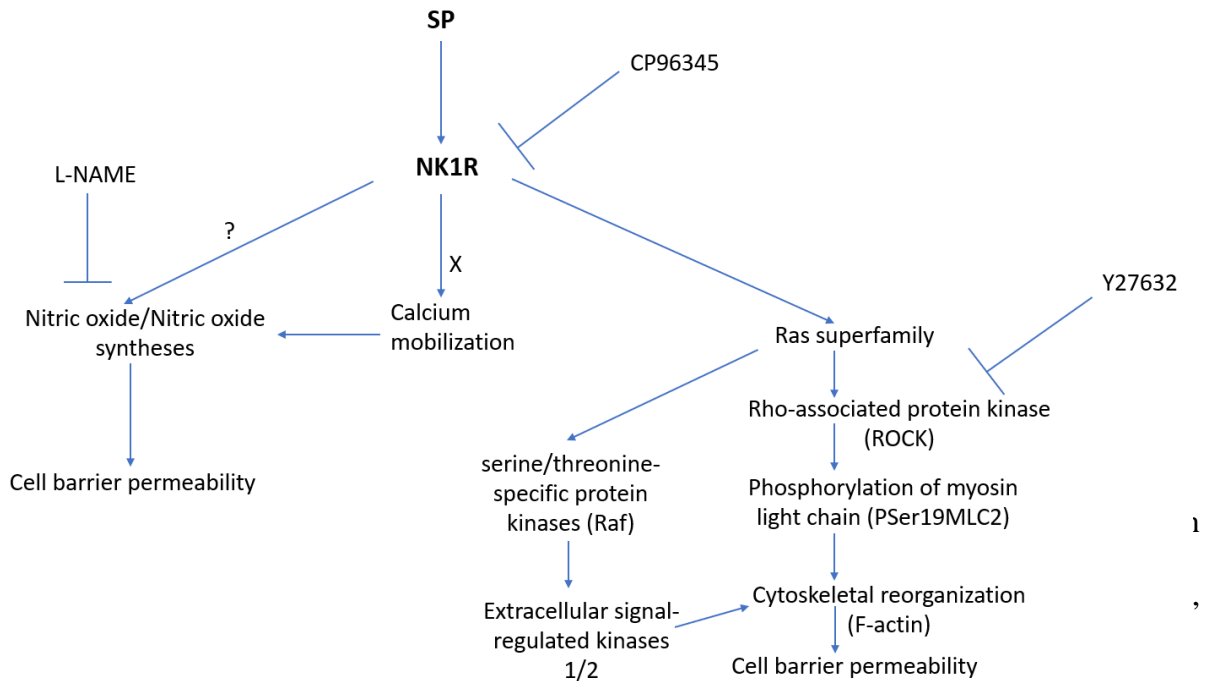 SP
CP96345
NK1R
L-NAME
?
X
Y27632
Nitric oxide/Nitric oxide
syntheses
Calcium
mobilization
Ras superfamily
Rho-associated protein kinase
(ROCK)
Cell barrier permeability
serine/threonine-
specific protein
kinases (Raf)
Phosphorylation of myosin
light chain (PSer19MLC2)
Extracellular signal-
regulated kinases
1/2
Cytoskeletal reorganization
(F-actin)
,
Cell barrier permeability